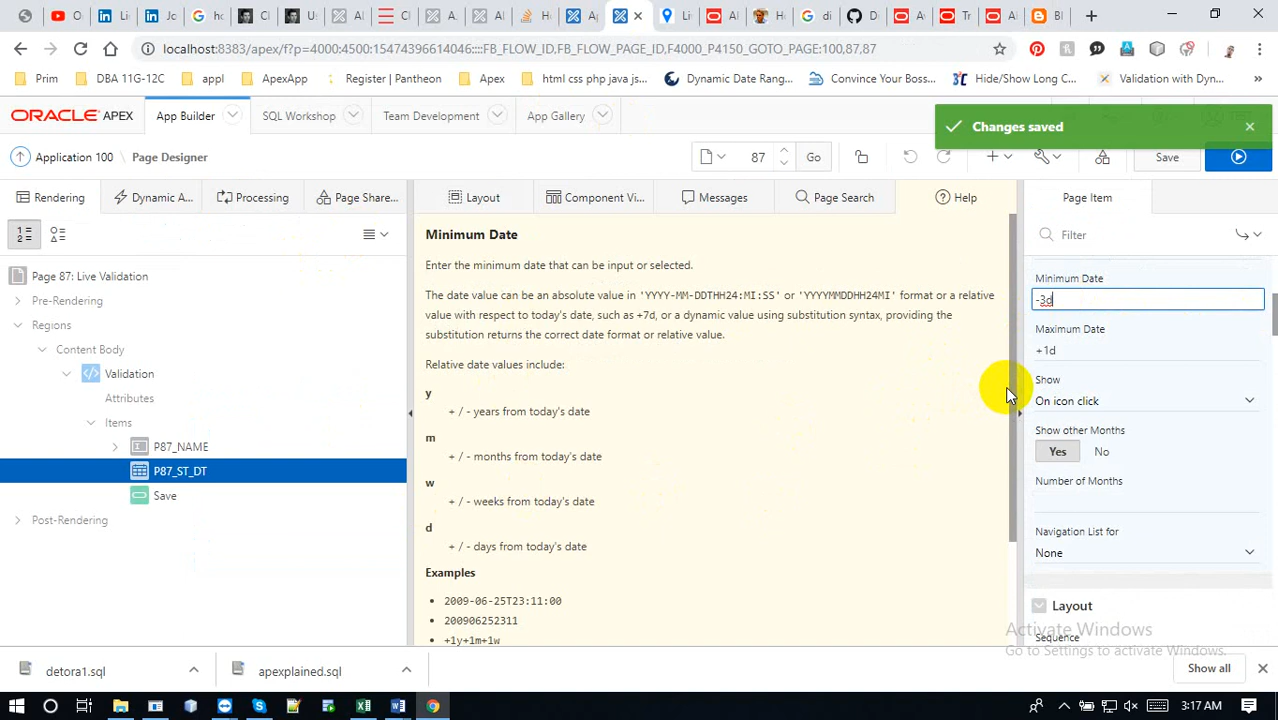 localhost:8383/apex/f?p=4000:4500:15474396614046::::FB_FLOW_ID,FB_FLOW_PAGE_ID,F4000_P4150_GOTO_PAGE:100,87,87
Prim
DBA 11G-12C
appl
ApexApp
Register | Pantheon
Apex
html css php java js...
Dynamic Date Rang...
Convince Your Boss...
Hide/Show Long C...
Validation with Dyn...
ORACLE APEX
App Builder
SQL Workshop
Team Development
App Gallery
Changes saved
Application 100
Page Designer
87
Go
Save
Rendering
Dynamic A...
Processing
Page Share...
Layout
Component Vi...
Messages
Page Search
Help
Page Item
Filter
Page 87: Live Validation
Pre-Rendering
Regions
Content Body
Validation
Attributes
Items
P87_NAME
P87_ST_DT
Save
Post-Rendering
Minimum Date
Enter the minimum date that can be input or selected.
The date value can be an absolute value in 'YYYY-MM-DDTHH24:MI:SS' or 'YYYYMMDDHH24MI' format or a relative
value with respect to today's date, such as +7d, or a dynamic value using substitution syntax, providing the
substitution returns the correct date format or relative value.
Relative date values include:
y
+ / - years from today's date
m
+ / - months from today's date
w
+ / - weeks from today's date
d
+ / - days from today's date
Examples
2009-06-25T23:11:00
200906252311
+1y+1m+1w
Minimum Date
-3d
Maximum Date
+1d
Show
On icon click
Show other Months
Yes No
Number of Months
Navigation List for
None
Layout
Sequence
Activate Windows
Go to Settings to activate Windows.
detora1.sql
apexplained.sql
Show all
3:17 AM